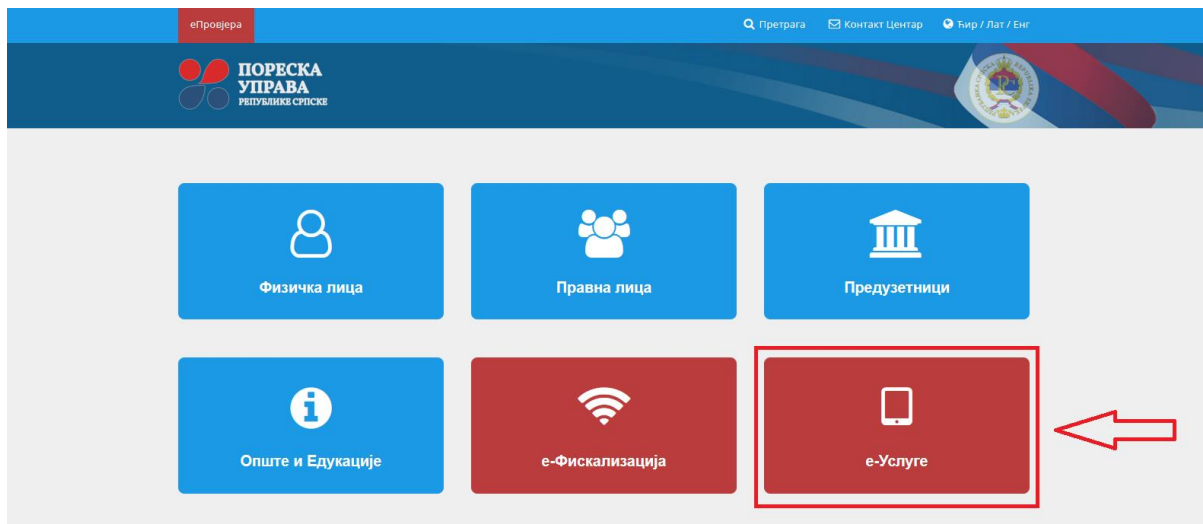 еПровјера
Претрага Контакт Центар Ћир / Лат / Енг
ПОРЕСКА
УПРАВА
РЕПУБЛИКЕ СРПСКЕ
Физичка лица
Правна лица
Предузетници
Опште и Едукације
е-Фискализација
е-Услуге